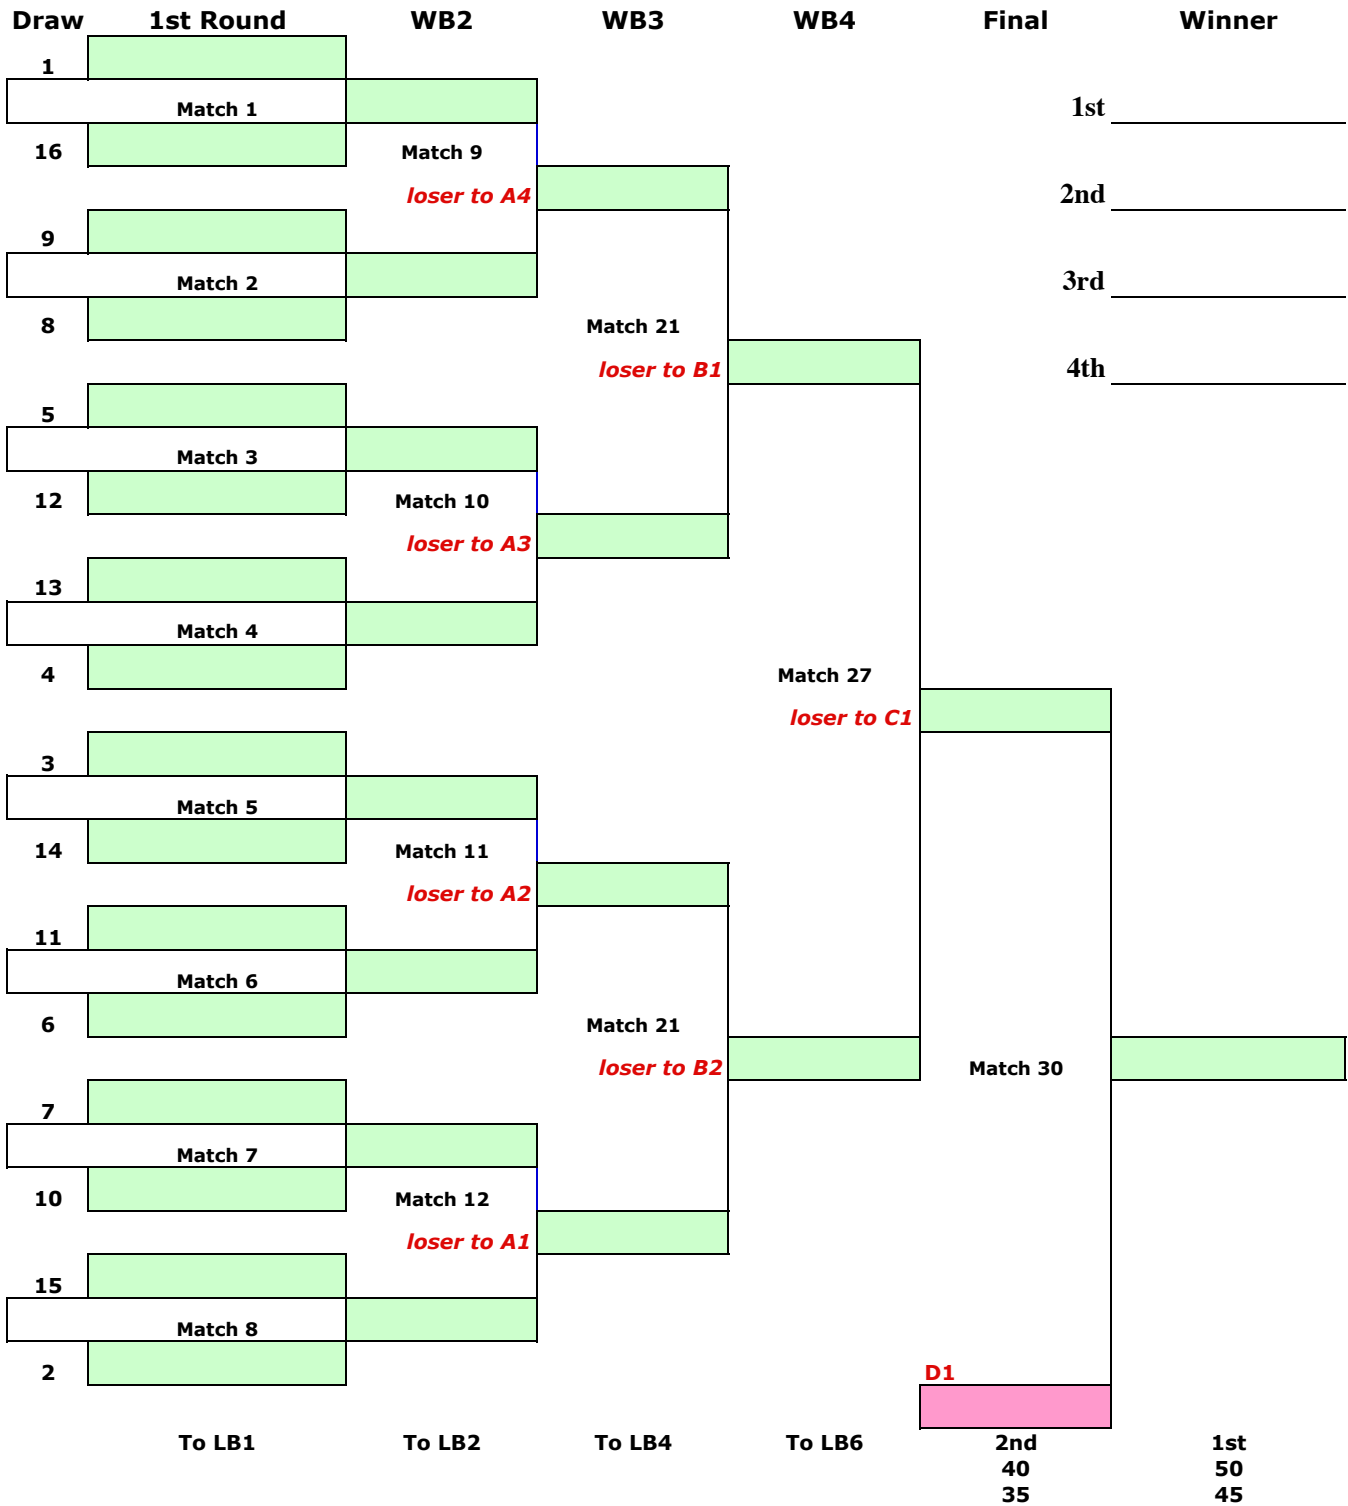 Draw 1st Round WB2 WB3 WB4 Final Winner
1
Match 1 1st
16 Match 9
loser to A4 2nd
9
Match 2 3rd
8 Match 21
loser to B1 4th
5
Match 3
12 Match 10
loser to A3
13
Match 4
4 Match 27
loser to C1
3
Match 5
14 Match 11
loser to A2
11
Match 6
6 Match 21
loser to B2 Match 30
7
Match 7
10 Match 12
loser to A1
15
Match 8
2 D1
To LB1 To LB2 To LB4 To LB6 2nd 1st
40 50
35 45